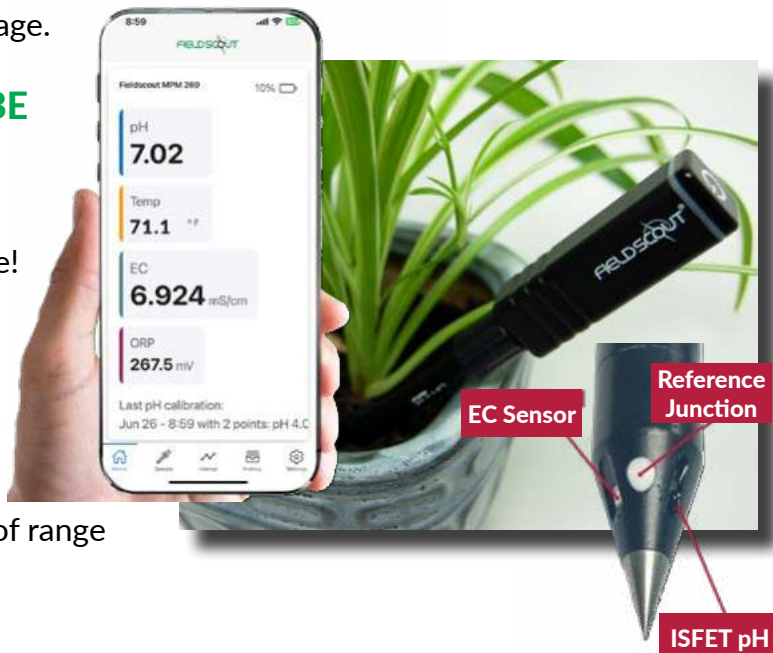 age.
BE
e!
of range
8:59
FIELDSCOUT
Fieldscout MPM 260
10%
pH
7.02
Temp
71.1 °F
EC
6.924 mS/cm
ORP
267.5 mV
Last pH calibration:
Jun 26 - 8:59 with 2 points: pH 4.0
Home
Settings
FIELDSCOUT®
EC Sensor
Reference
Junction
ISFET pH